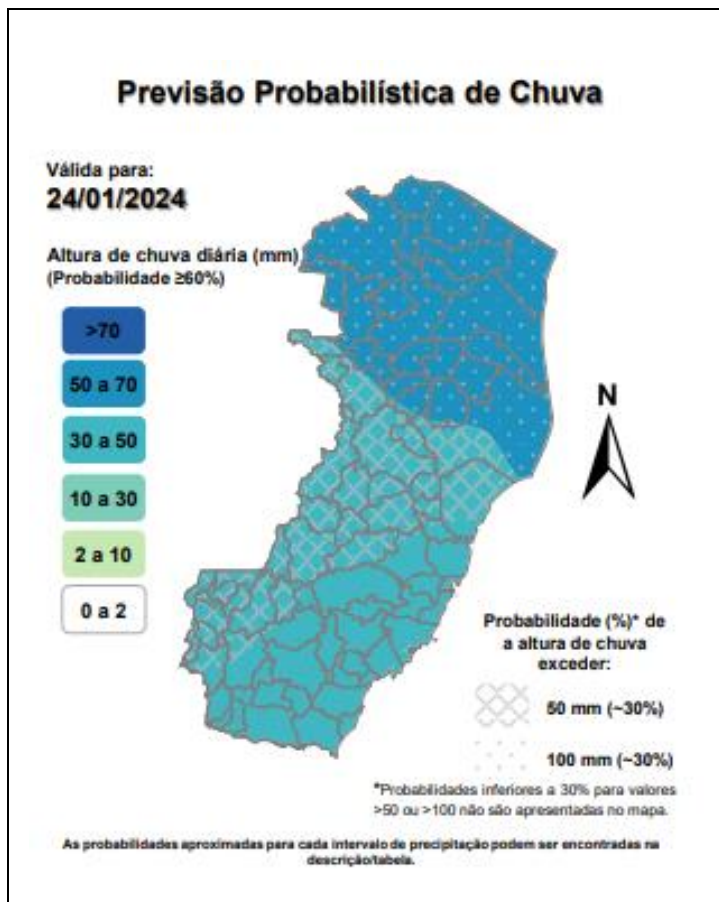 Previsão Probabilística de Chuva
Válida para:
24/01/2024
Altura de chuva diária (mm)
(Probabilidade ≥60%)
>70
50 a 70
30 a 50
10 a 30
2 a 10
0 a 2
N
Probabilidade (%)* de
a altura de chuva
exceder:
50 mm (~30%)
100 mm (~30%)
*Probabilidades inferiores a 30% para valores
>50 ou >100 não são apresentadas no mapa.
As probabilidades aproximadas para cada intervalo de precipitação podem ser encontradas na
descrição/tabela.